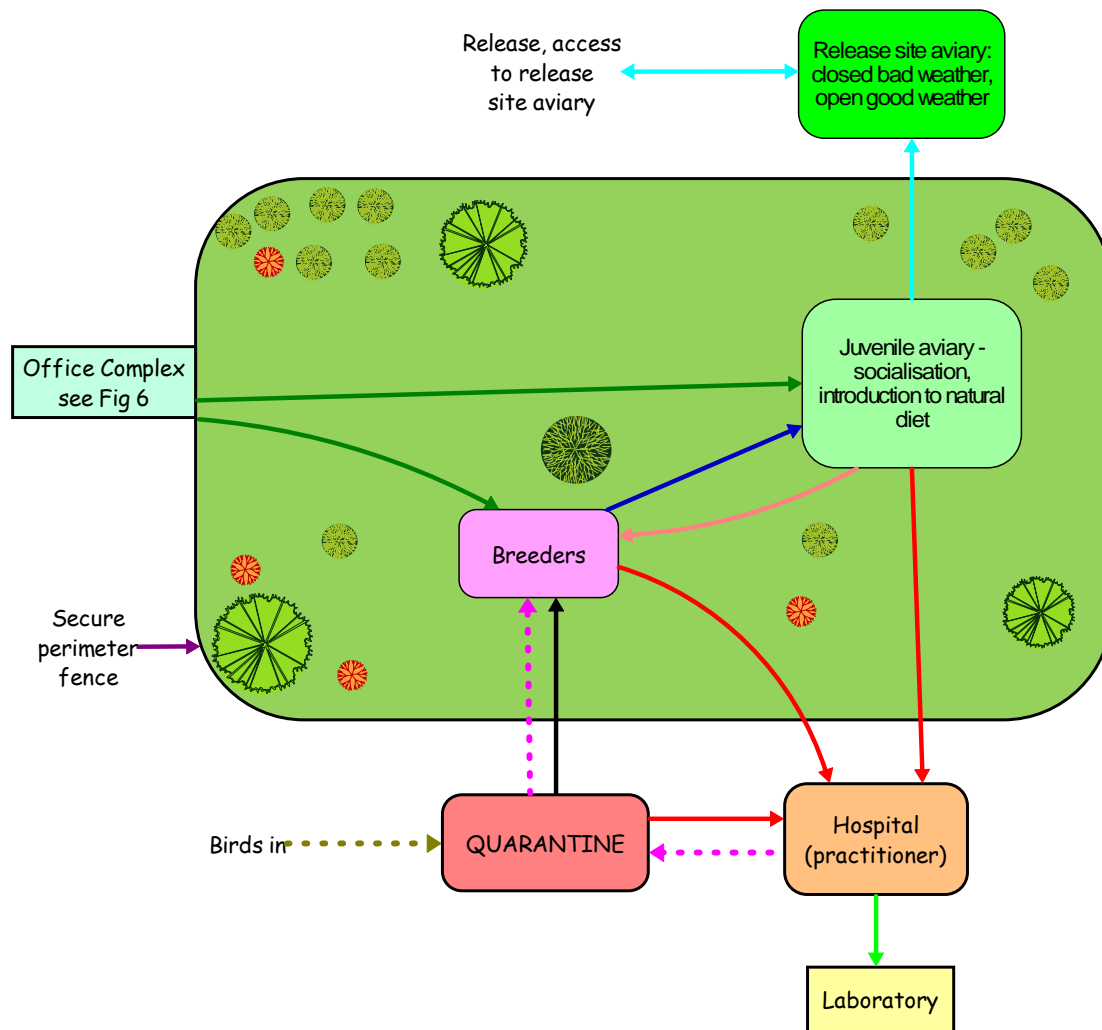 Release, access
to release
site aviary
Release site aviary:
closed bad weather,
open good weather
Office Complex
see Fig 6
Juvenile aviary -
socialisation,
introduction to natural
diet
Breeders
Secure
perimeter
fence
Birds in
QUARANTINE
Hospital
(practitioner)
Laboratory